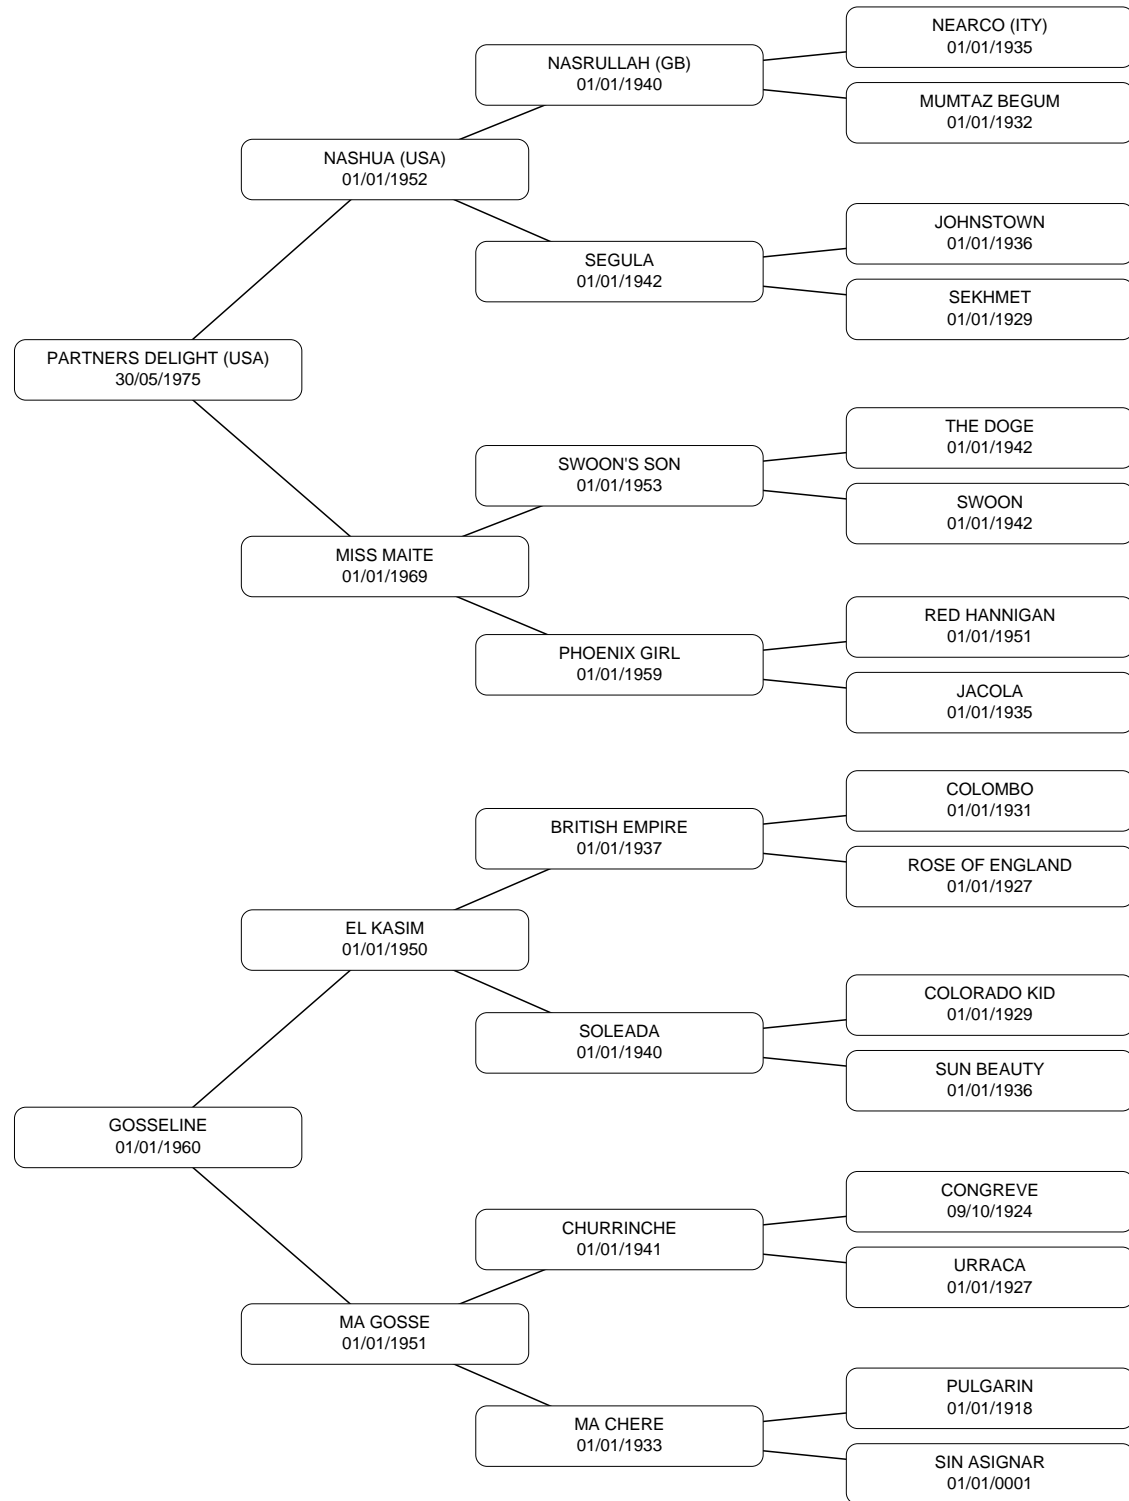 NEARCO (ITY)
01/01/1935
NASRULLAH (GB)
01/01/1940
MUMTAZ BEGUM
01/01/1932
NASHUA (USA)
01/01/1952
JOHNSTOWN
01/01/1936
SEGULA
01/01/1942
SEKHMET
01/01/1929
PARTNERS DELIGHT (USA)
30/05/1975
THE DOGE
01/01/1942
SWOON'S SON
01/01/1953
SWOON
01/01/1942
MISS MAITE
01/01/1969
RED HANNIGAN
01/01/1951
PHOENIX GIRL
01/01/1959
JACOLA
01/01/1935
COLOMBO
01/01/1931
BRITISH EMPIRE
01/01/1937
ROSE OF ENGLAND
01/01/1927
EL KASIM
01/01/1950
COLORADO KID
01/01/1929
SOLEADA
01/01/1940
SUN BEAUTY
01/01/1936
GOSSELINE
01/01/1960
CONGREVE
09/10/1924
CHURRINCHE
01/01/1941
URRACA
01/01/1927
MA GOSSE
01/01/1951
PULGARIN
01/01/1918
MA CHERE
01/01/1933
SIN ASIGNAR
01/01/0001